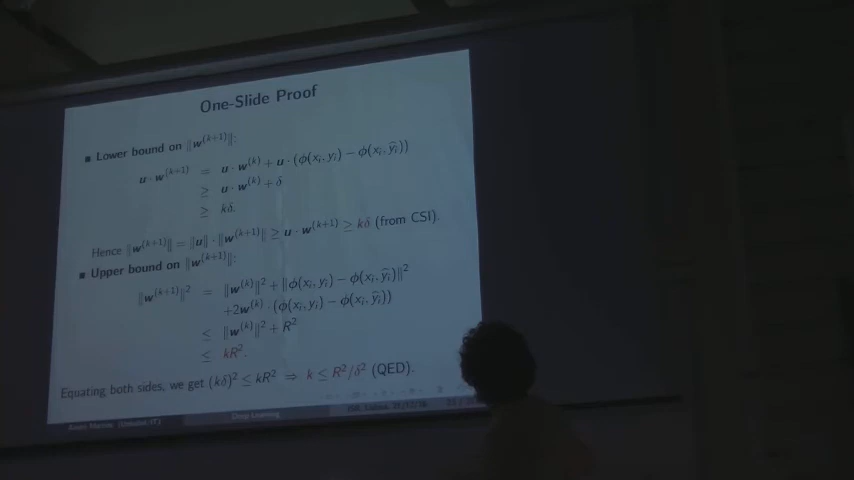 One-Slide Proof
■ Lower bound on ‖w^(k+1)‖:
u · w^(k+1) = u · w^(k) + u · (ϕ(x_i, y_i) − ϕ(x_i, ŷ_i))
≥ u · w^(k) + δ
≥ kδ.
Hence ‖w^(k+1)‖ = ‖u‖ · ‖w^(k+1)‖ ≥ u · w^(k+1) ≥ kδ (from CSI).
■ Upper bound on ‖w^(k+1)‖:
‖w^(k+1)‖² = ‖w^(k)‖² + ‖ϕ(x_i, y_i) − ϕ(x_i, ŷ_i)‖²
+2w^(k) · (ϕ(x_i, y_i) − ϕ(x_i, ŷ_i))
≤ ‖w^(k)‖² + R²
≤ kR².
Equating both sides, we get (kδ)² ≤ kR² ⇒ k ≤ R²/δ² (QED).
Deep Learning